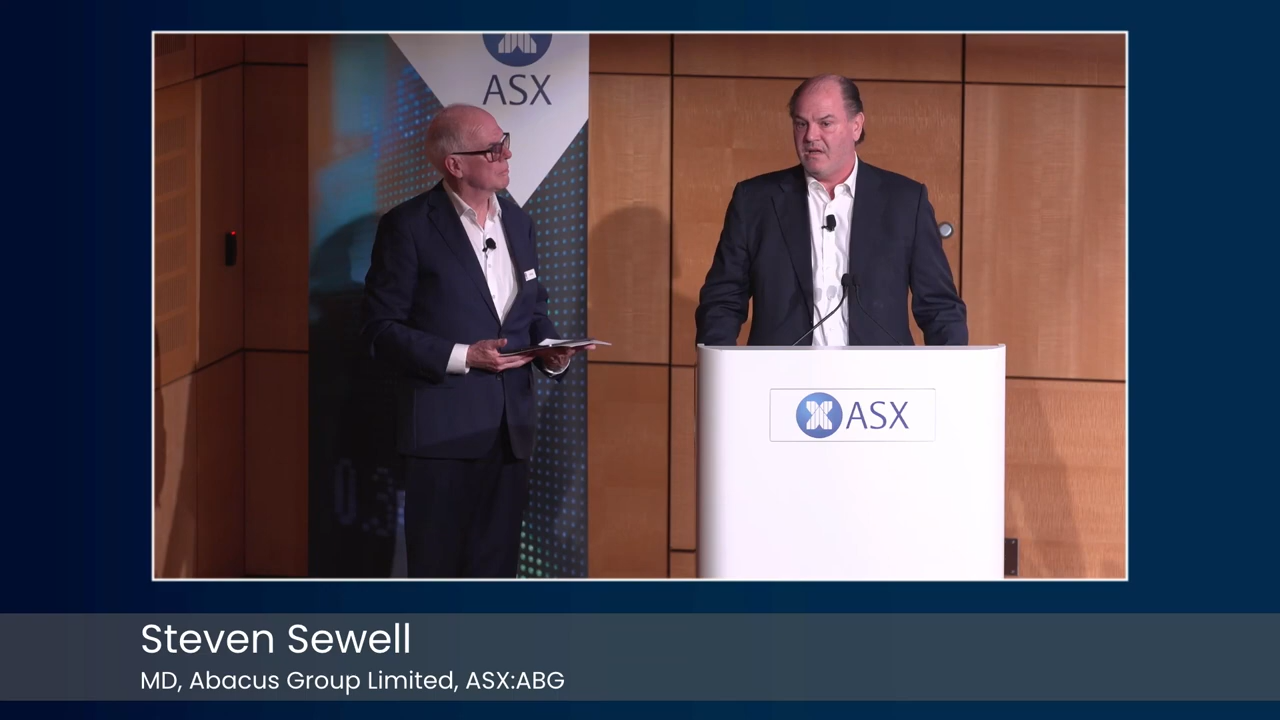 ASX
ASX
Steven Sewell
MD, Abacus Group Limited, ASX:ABG